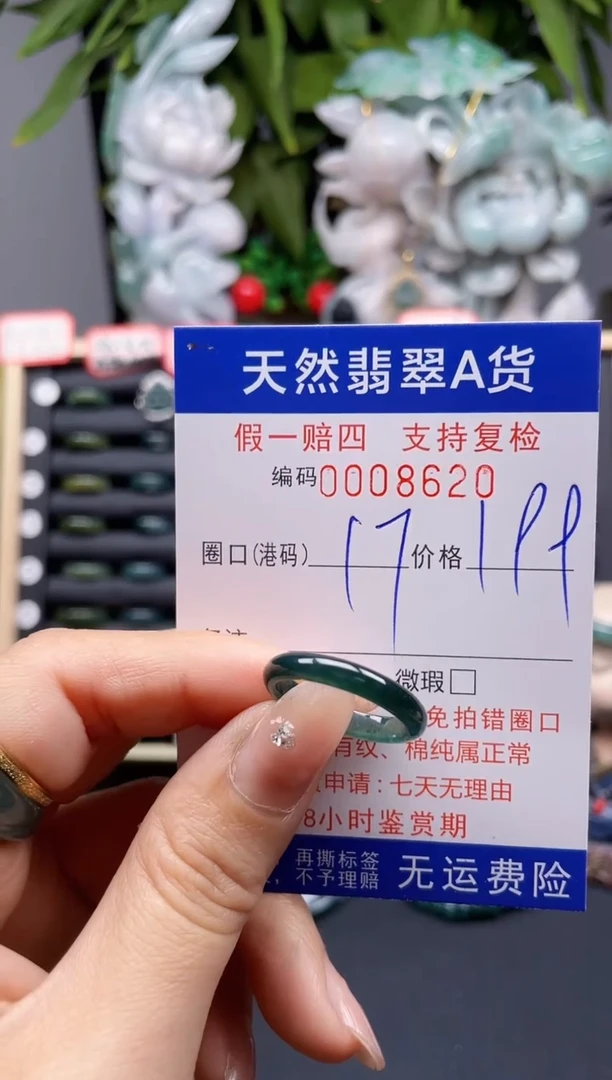 天然翡翠A货
假一赔四 支持复检
编码0008620
圈口(港码) 17 价格 199
微瑕□
免拍错圈口
有纹、棉纯属正常
申请:七天无理由
8小时鉴赏期
再撕标签
不予理赔
无运费险